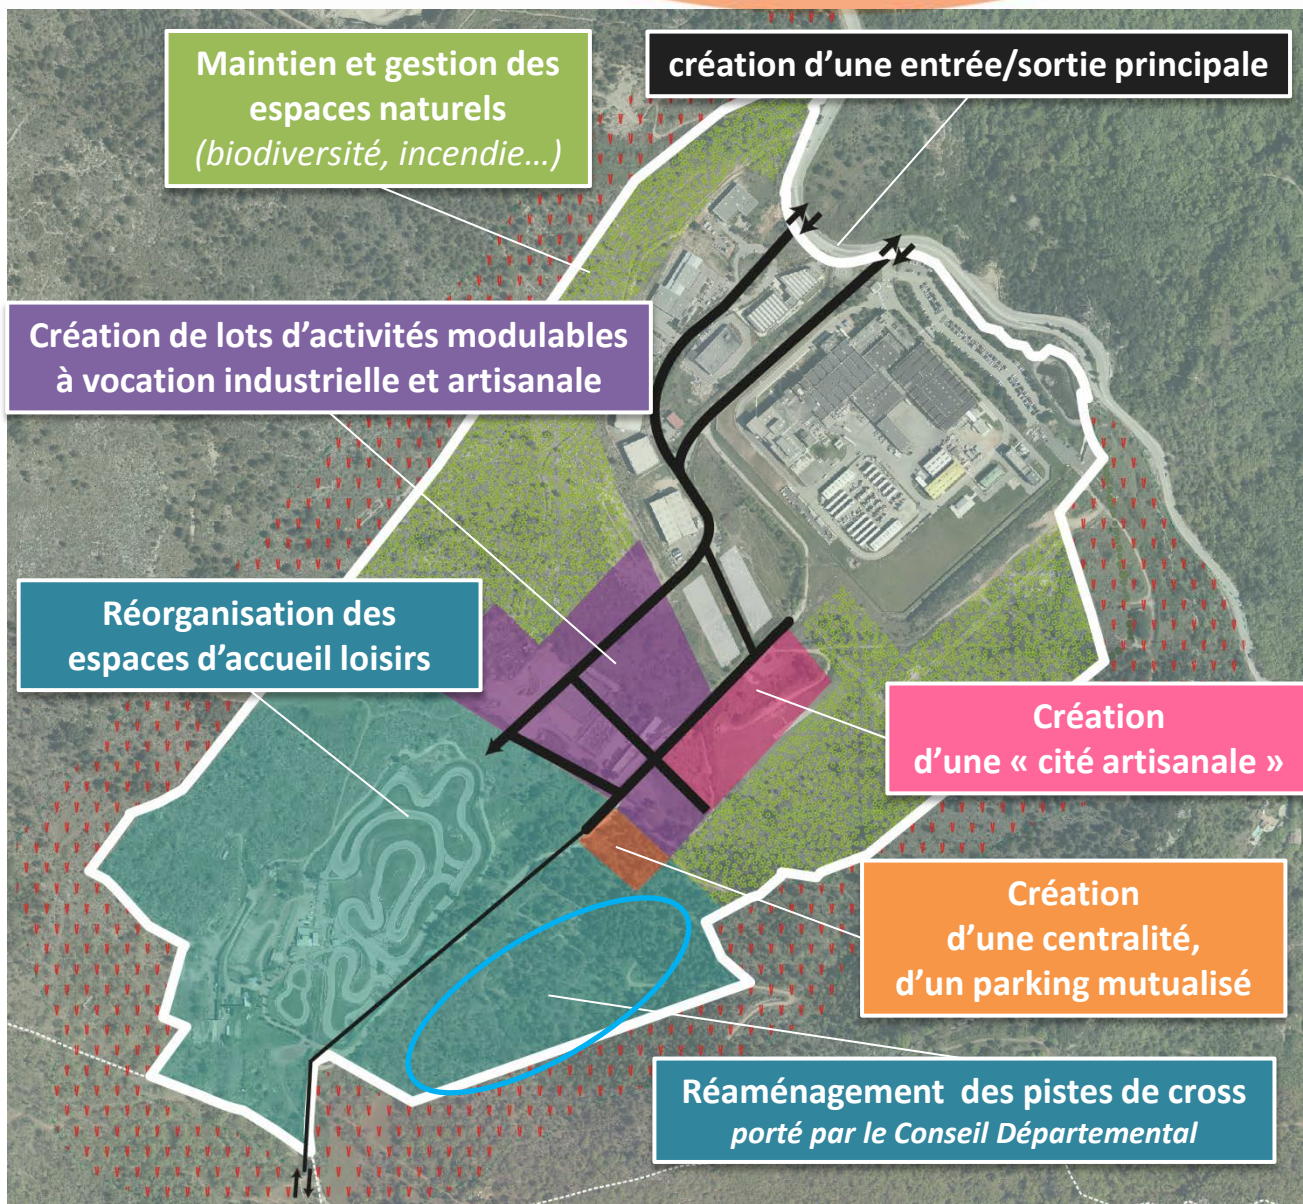 Maintien et gestion des
espaces naturels
(biodiversité, incendie…)
création d’une entrée/sortie principale
Création de lots d’activités modulables
à vocation industrielle et artisanale
Réorganisation des
espaces d’accueil loisirs
Création
d’une « cité artisanale »
Création
d’une centralité,
d’un parking mutualisé
Réaménagement des pistes de cross
porté par le Conseil Départemental